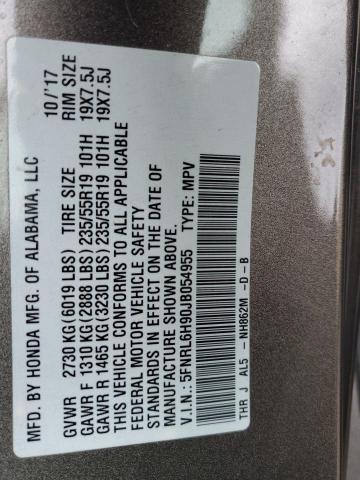 MFD. BY HONDA MFG. OF ALABAMA, LLC 10/'17
GVWR 2730 KG(6019 LBS) TIRE SIZE RIM SIZE
GAWR F 1310 KG(2888 LBS) 235/55R19 101H 19X7.5J
GAWR R 1465 KG(3230 LBS) 235/55R19 101H 19X7.5J
THIS VEHICLE CONFORMS TO ALL APPLICABLE
FEDERAL MOTOR VEHICLE SAFETY
STANDARDS IN EFFECT ON THE DATE OF
MANUFACTURE SHOWN ABOVE.
V.I.N.: 5FNRL6H90JB054955 TYPE: MPV
THR J AL5 -NH862M -D-B